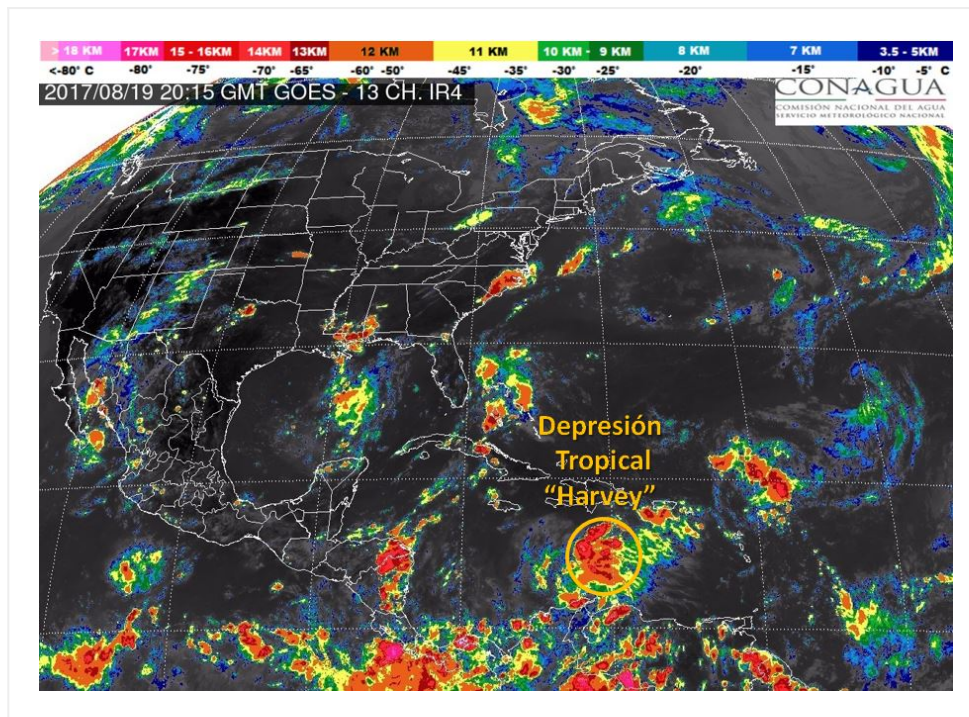 > 18 KM 17KM 15 - 16KM 14KM 13KM 12 KM 11 KM 10 KM - 9 KM 8 KM 7 KM 3.5 - 5KM
<-80° C -80° -75° -70° -65° -60° -50° -45° -35° -30° -25° -20° -15° -10° -5° C
2017/08/19 20:15 GMT GOES - 13 CH. IR4
CONAGUA
COMISIÓN NACIONAL DEL AGUA
SERVICIO METEOROLÓGICO NACIONAL
Depresión
Tropical
“Harvey”